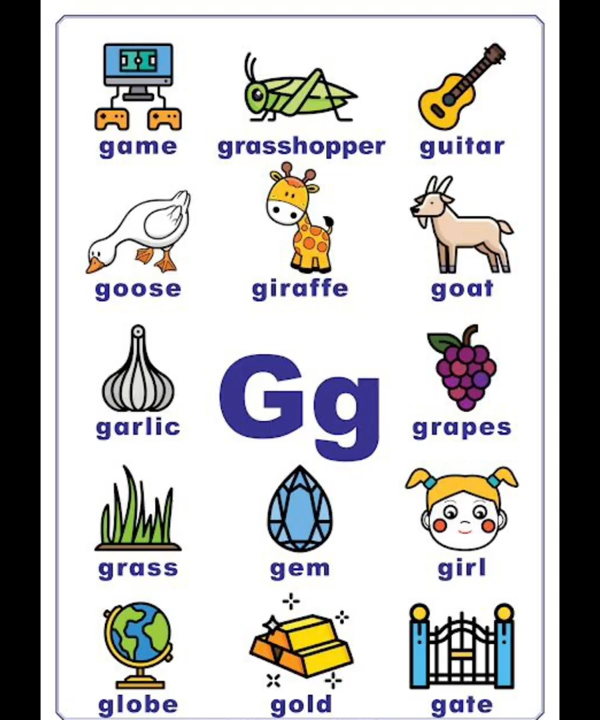 game grasshopper guitar
goose giraffe goat
Gg
garlic grapes
grass gem girl
globe gold gate